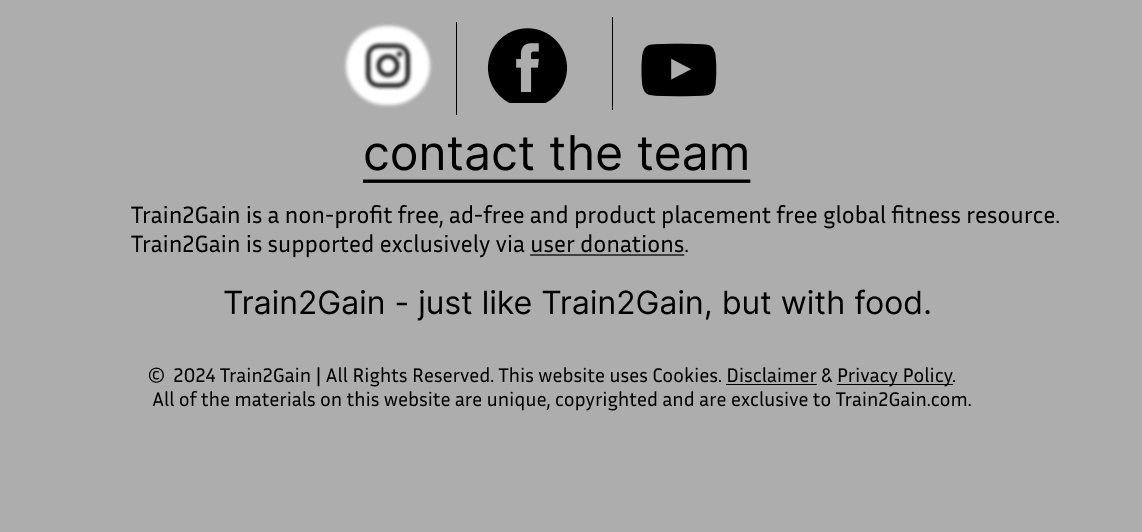 contact the team
Train2Gain is a non-profit free, ad-free and product placement free global fitness resource.
Train2Gain is supported exclusively via user donations.
Train2Gain - just like Train2Gain, but with food.
© 2024 Train2Gain | All Rights Reserved. This website uses Cookies. Disclaimer & Privacy Policy.
All of the materials on this website are unique, copyrighted and are exclusive to Train2Gain.com.